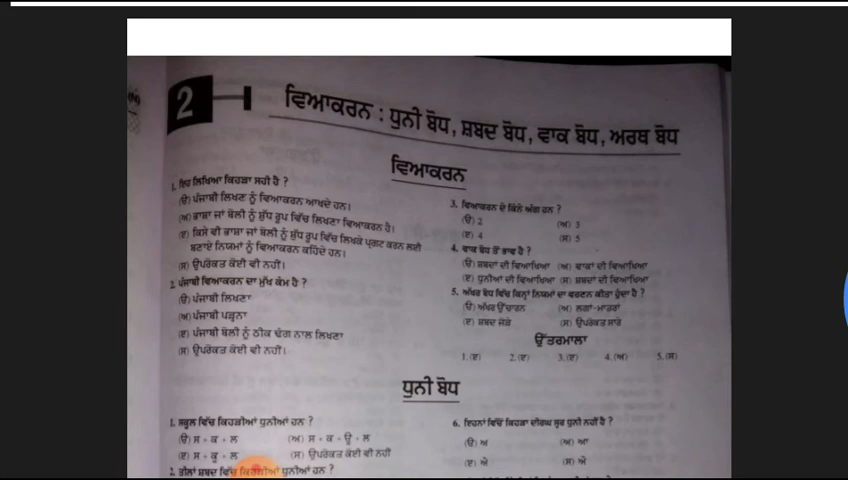 2
ਵਿਆਕਰਨ : ਧੁਨੀ ਬੋਧ, ਸ਼ਬਦ ਬੋਧ, ਵਾਕ ਬੋਧ, ਅਰਥ ਬੋਧ
ਵਿਆਕਰਨ
1. ਇਹ ਲਿਖਿਆ ਕਿਹੜਾ ਸਹੀ ਹੈ ?
(ੳ) ਪੰਜਾਬੀ ਲਿਖਣ ਨੂੰ ਵਿਆਕਰਨ ਆਖਦੇ ਹਨ।
(ਅ) ਭਾਸ਼ਾ ਜਾਂ ਬੋਲੀ ਨੂੰ ਸ਼ੁੱਧ ਰੂਪ ਵਿੱਚ ਲਿਖਣਾ ਵਿਆਕਰਨ ਹੈ।
(ੲ) ਕਿਸੇ ਵੀ ਭਾਸ਼ਾ ਜਾਂ ਬੋਲੀ ਨੂੰ ਸ਼ੁੱਧ ਰੂਪ ਵਿੱਚ ਲਿਖਕੇ ਪ੍ਰਗਟ ਕਰਨ ਲਈ
ਬਣਾਏ ਨਿਯਮਾਂ ਨੂੰ ਵਿਆਕਰਨ ਕਹਿੰਦੇ ਹਨ।
(ਸ) ਉਪਰੋਕਤ ਕੋਈ ਵੀ ਨਹੀਂ।
2. ਪੰਜਾਬੀ ਵਿਆਕਰਨ ਦਾ ਮੁੱਖ ਕੰਮ ਹੈ ?
(ੳ) ਪੰਜਾਬੀ ਲਿਖਣਾ
(ਅ) ਪੰਜਾਬੀ ਪੜ੍ਹਨਾ
(ੲ) ਪੰਜਾਬੀ ਬੋਲੀ ਨੂੰ ਠੀਕ ਢੰਗ ਨਾਲ ਲਿਖਣਾ
(ਸ) ਉਪਰੋਕਤ ਕੋਈ ਵੀ ਨਹੀਂ।
3. ਵਿਆਕਰਨ ਦੇ ਕਿੰਨੇ ਅੰਗ ਹਨ ?
(ੳ) 2 (ਅ) 3
(ੲ) 4 (ਸ) 5
4. ਵਾਕ ਬੋਧ ਤੋਂ ਭਾਵ ਹੈ ?
(ੳ) ਸ਼ਬਦਾਂ ਦੀ ਵਿਆਖਿਆ (ਅ) ਵਾਕਾਂ ਦੀ ਵਿਆਖਿਆ
(ੲ) ਧੁਨੀਆਂ ਦੀ ਵਿਆਖਿਆ (ਸ) ਸ਼ਬਦਾਂ ਦੀ ਵਿਆਖਿਆ
5. ਅੱਖਰ ਬੋਧ ਵਿੱਚ ਕਿਨ੍ਹਾਂ ਨਿਯਮਾਂ ਦਾ ਵਰਣਨ ਕੀਤਾ ਹੁੰਦਾ ਹੈ ?
(ੳ) ਅੱਖਰ ਉੱਚਾਰਨ (ਅ) ਲਗਾਂ-ਮਾਤਰਾਂ
(ੲ) ਸ਼ਬਦ ਜੋੜ (ਸ) ਉਪਰੋਕਤ ਸਾਰੇ
ਉੱਤਰਮਾਲਾ
1.(ੲ) 2.(ੲ) 3.(ੲ) 4.(ਅ) 5.(ਸ)
ਧੁਨੀ ਬੋਧ
1. ਸਕੂਲ ਵਿੱਚ ਕਿਹੜੀਆਂ ਧੁਨੀਆਂ ਹਨ ?
(ੳ) ਸ + ਕ + ਲ (ਅ) ਸ + ਕ + ਊ + ਲ
(ੲ) ਸ + ਕੂ + ਲ (ਸ) ਉਪਰੋਕਤ ਕੋਈ ਵੀ ਨਹੀਂ
2. ਤੀਲਾਂ ਸ਼ਬਦ ਵਿੱਚ ਕਿਹੜੀਆਂ ਧੁਨੀਆਂ ਹਨ ?
6. ਇਹਨਾਂ ਵਿੱਚੋਂ ਕਿਹੜਾ ਦੀਰਘ ਸੁਰ ਧੁਨੀ ਨਹੀਂ ਹੈ ?
(ੳ) ਅ (ਅ) ਆ
(ੲ) ਐ (ਸ) ਐ